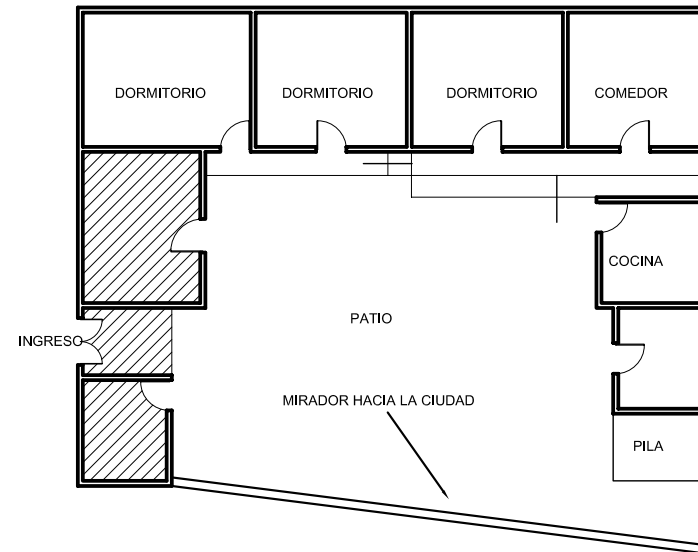 DORMITORIO
DORMITORIO
DORMITORIO
COMEDOR
COCINA
PATIO
INGRESO
MIRADOR HACIA LA CIUDAD
PILA